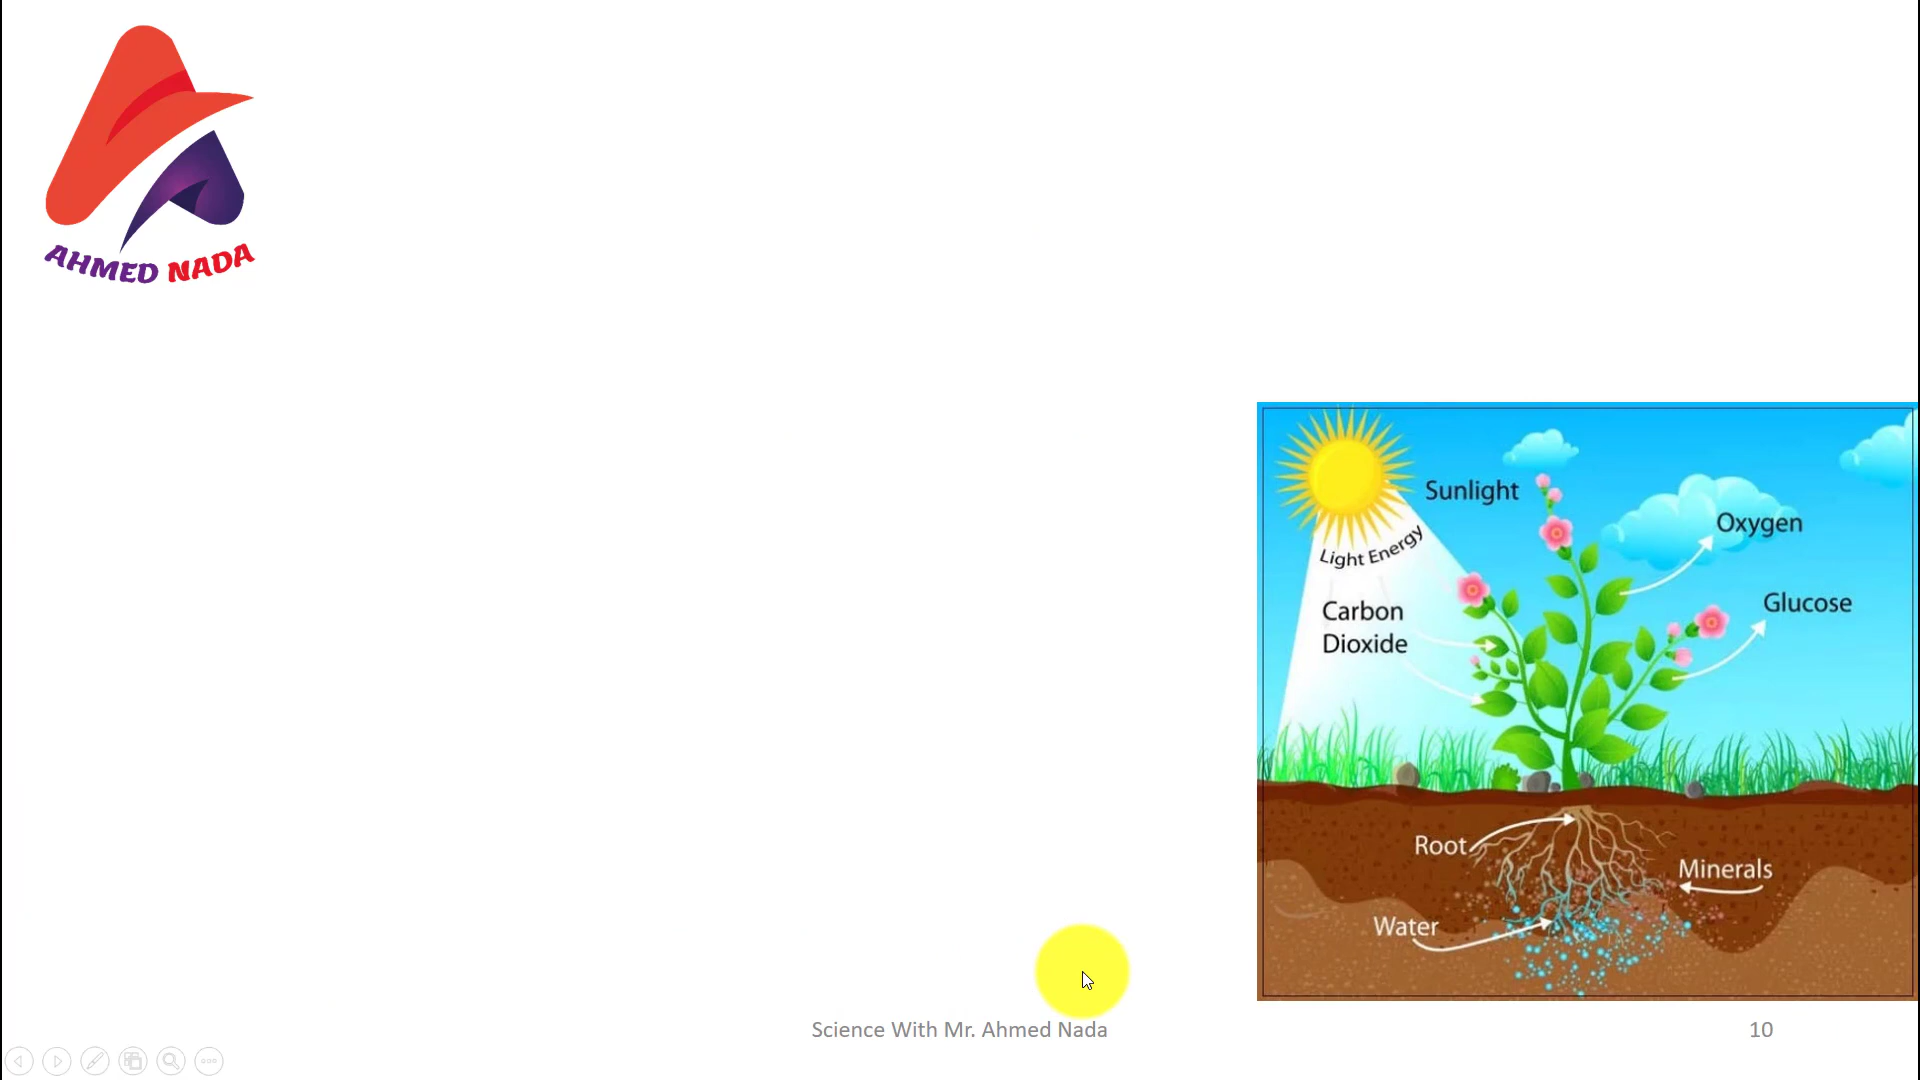 AHMED NADA
Sunlight
Oxygen
Light Energy
Glucose
Carbon
Dioxide
Root
Minerals
Water
Science With Mr. Ahmed Nada
10